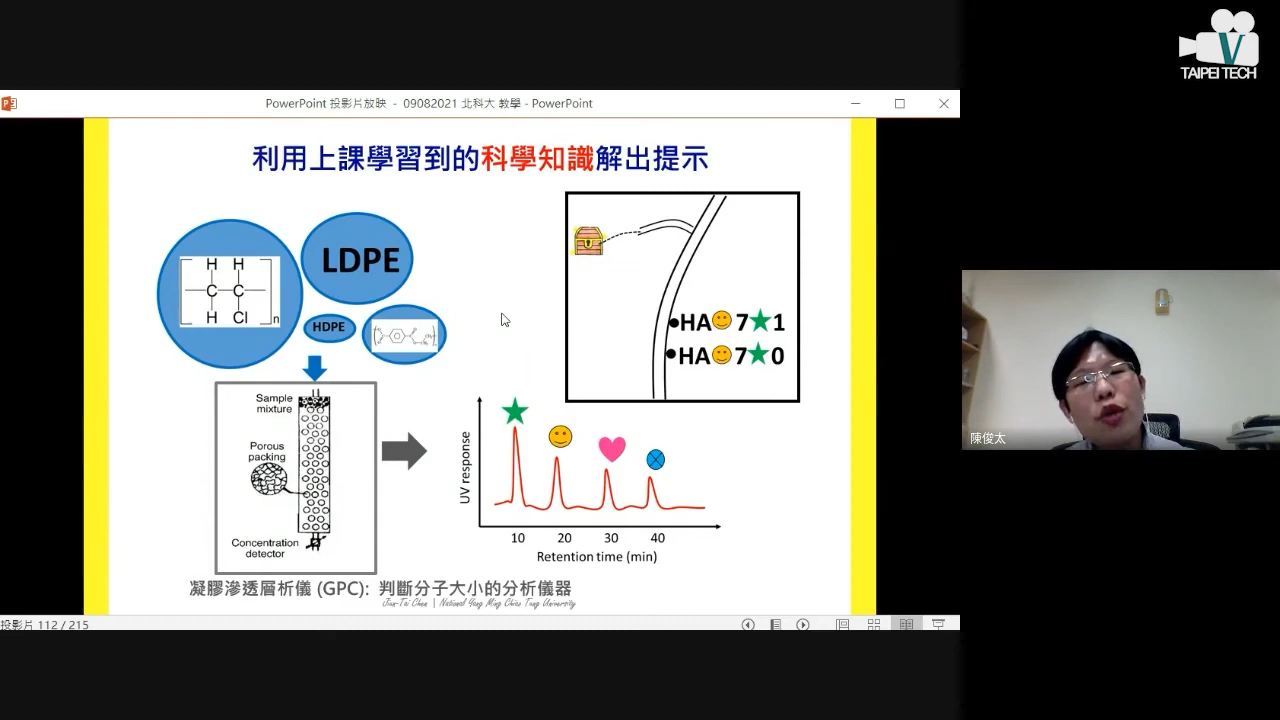 TAIPEI TECH
PowerPoint 投影片放映 - 09082021 北科大 教學 - PowerPoint
利用上課學習到的科學知識解出提示
LDPE
H H
C C
H Cl
n
HDPE
HA 7 1
HA 7 0
Sample
mixture
Porous
packing
Concentration
detector
UV response
10 20 30 40
Retention time (min)
凝膠滲透層析儀 (GPC): 判斷分子大小的分析儀器
Jiun-Tai Chen | National Yang Ming Chiao Tung University
投影片 112 / 215
陳俊太